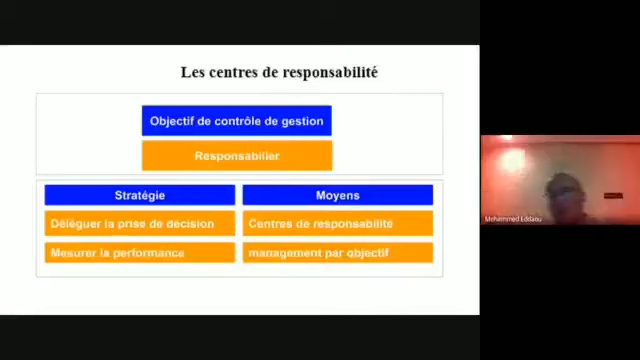 Les centres de responsabilité
Objectif de contrôle de gestion
Responsabilier
Stratégie
Moyens
Déléguer la prise de décision
Centres de responsabilité
Mesurer la performance
management par objectif
Mohammed Eddaou